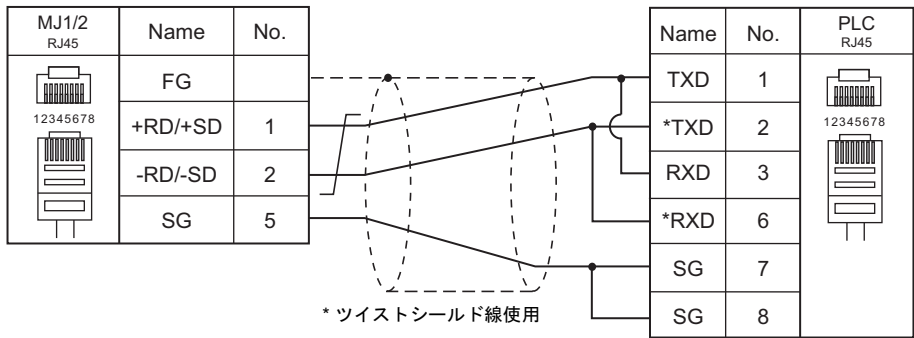 MJ1/2
RJ45
Name
No.
12345678
FG
+RD/+SD
1
-RD/-SD
2
SG
5
* ツイストシールド線使用
Name
No.
PLC
RJ45
TXD
1
12345678
*TXD
2
RXD
3
*RXD
6
SG
7
SG
8